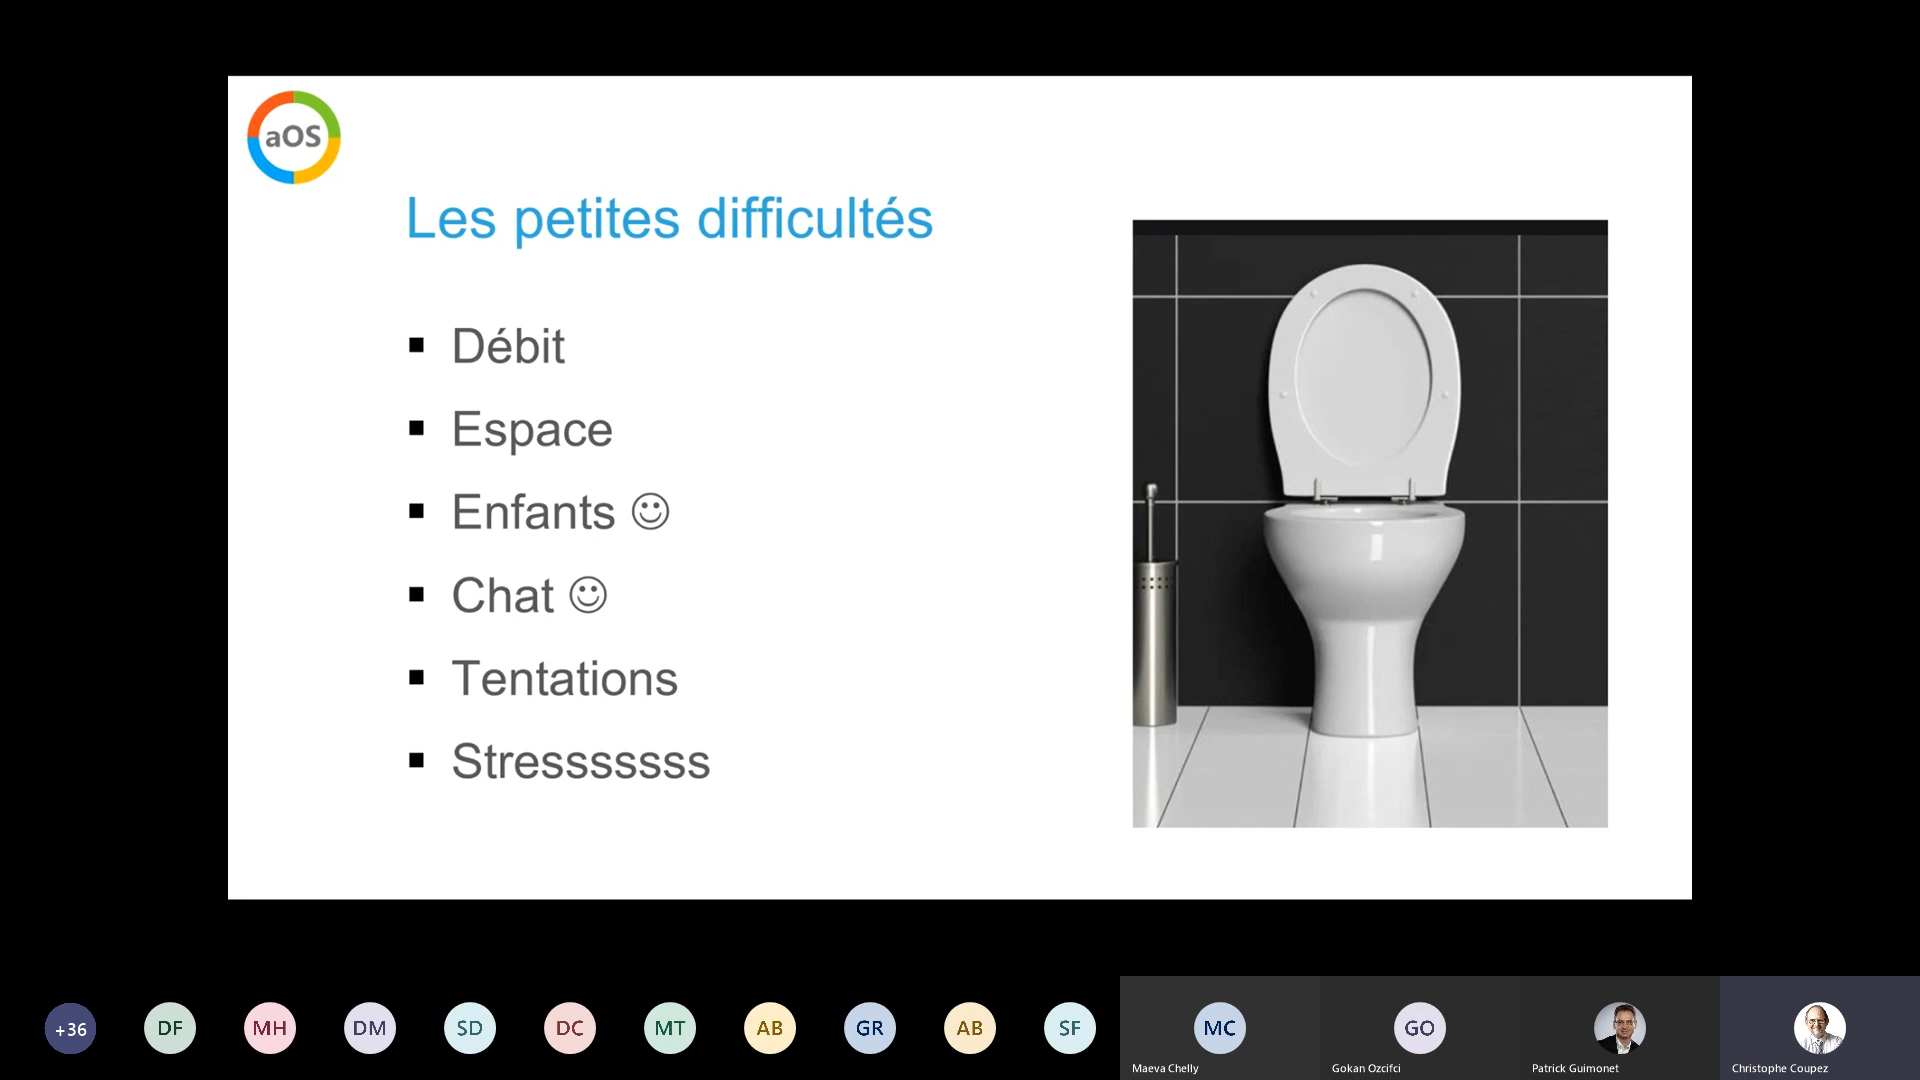 aOS
Les petites difficultés
▪ Débit
▪ Espace
▪ Enfants ☺
▪ Chat ☺
▪ Tentations
▪ Stresssssss
+36
DF
MH
DM
SD
DC
MT
AB
GR
AB
SF
MC
GO
Maeva Chelly
Gokan Ozcifci
Patrick Guimonet
Christophe Coupez